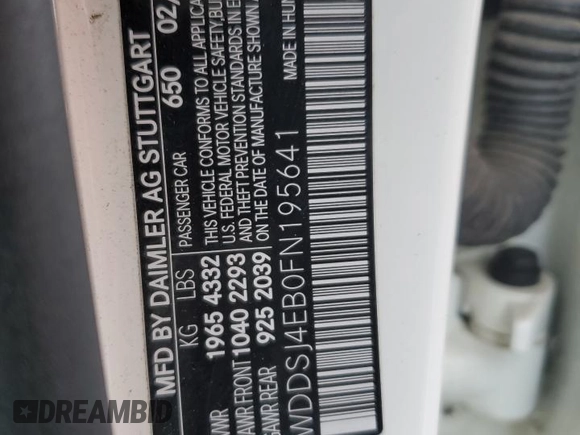 MFD BY DAIMLER AG STUTTGART
650 02
KG LBS PASSENGER CAR
1965 4332 THIS VEHICLE CONFORMS TO ALL
GAWR FRONT 1040 2293 U.S. FEDERAL MOTOR VEHICLE SAFETY, BU
AND THEFT PREVENTION STANDARDS IN
GAWR REAR 925 2039 ON THE DATE OF MANUFACTURE SHOWN
MADE IN HUN
WDDSJ4EB0FN195641
DREAMBID